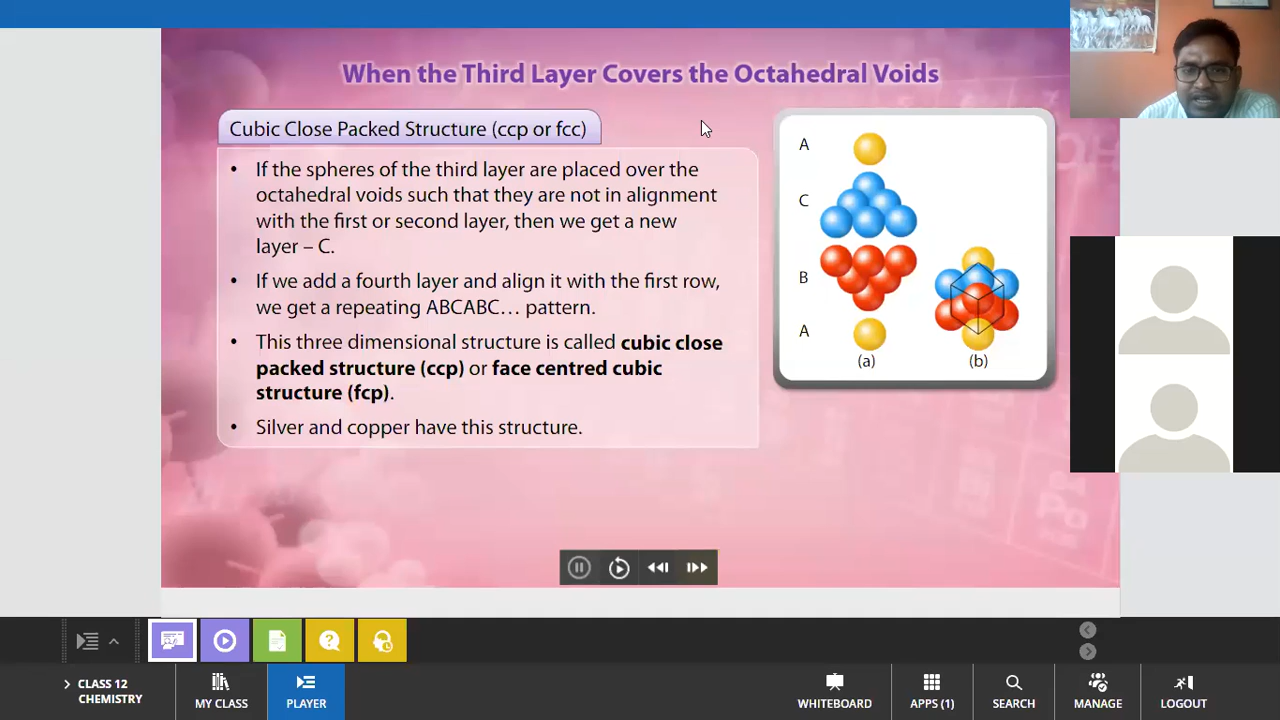 When the Third Layer Covers the Octahedral Voids
Cubic Close Packed Structure (ccp or fcc)
• If the spheres of the third layer are placed over the
octahedral voids such that they are not in alignment
with the first or second layer, then we get a new
layer – C.
• If we add a fourth layer and align it with the first row,
we get a repeating ABCABC... pattern.
• This three dimensional structure is called cubic close
packed structure (ccp) or face centred cubic
structure (fcp).
• Silver and copper have this structure.
A
C
B
A
(a)
(b)
CLASS 12
CHEMISTRY
MY CLASS
PLAYER
WHITEBOARD
APPS (1)
SEARCH
MANAGE
LOGOUT